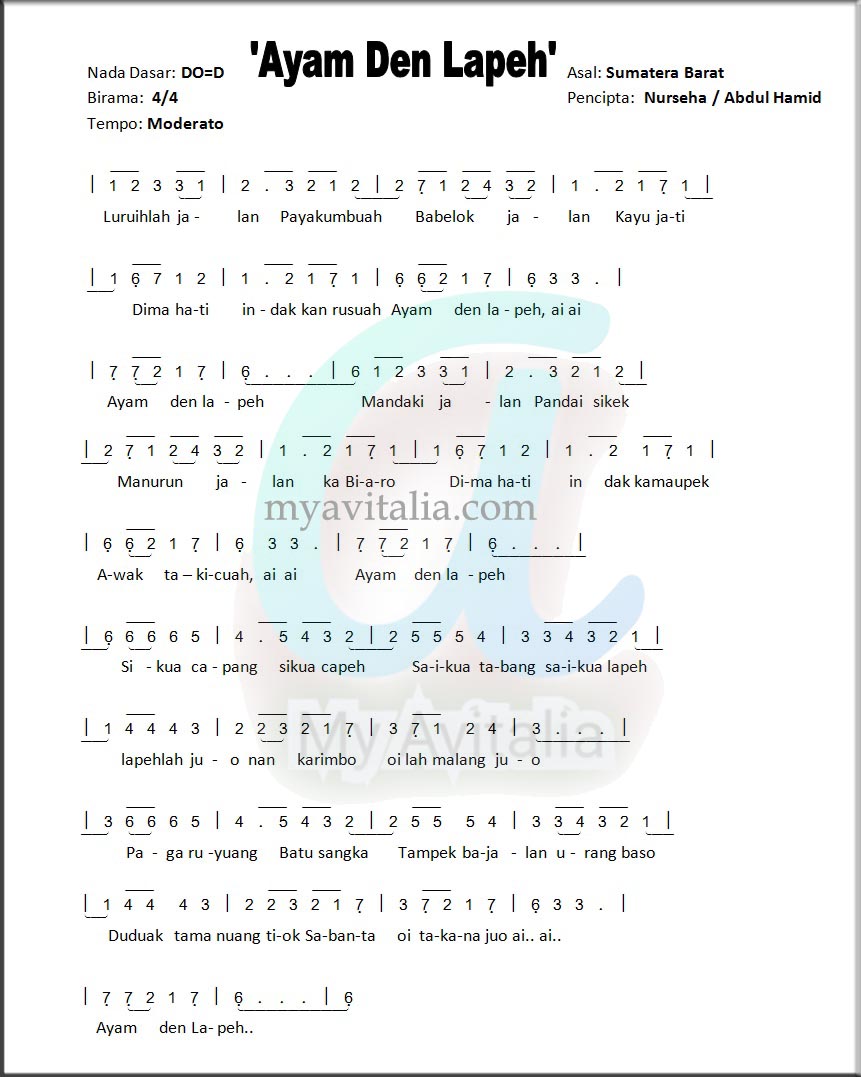 'Ayam Den Lapeh'
Nada Dasar: DO=D
Birama: 4/4
Tempo: Moderato
Asal: Sumatera Barat
Pencipta: Nurseha / Abdul Hamid
| 1 2 3 3 1 | 2 . 3 2 1 2 | 2 7̣ 1 2 4 3 2 | 1 . 2 1 7̣ 1 |
Luruihlah ja - lan Payakumbuah Babelok ja - lan Kayu ja-ti
| 1 6̣ 7 1 2 | 1 . 2 1 7̣ 1 | 6̣ 6̣ 2 1 7̣ | 6̣ 3 3 . |
Dima ha-ti in - dak kan rusuah Ayam den la - peh, ai ai
| 7̣ 7̣ 2 1 7̣ | 6̣ . . . | 6 1 2 3 3 1 | 2 . 3 2 1 2 |
Ayam den la - peh Mandaki ja - lan Pandai sikek
| 2 7̣ 1 2 4 3 2 | 1 . 2 1 7̣ 1 | 1 6̣ 7̣ 1 2 | 1 . 2 1 7̣ 1 |
Manurun ja - lan ka Bi-a-ro Di-ma ha-ti in dak kamaupek
myavitalia.com
| 6̣ 6̣ 2 1 7̣ | 6̣ 3 3 . | 7̣ 7̣ 2 1 7̣ | 6̣ . . . |
A-wak ta – ki-cuah, ai ai Ayam den la - peh
| 6̣ 6 6 6 5 | 4 . 5 4 3 2 | 2 5 5 5 4 | 3 3 4 3 2 1 |
Si - kua ca - pang sikua capeh Sa-i-kua ta-bang sa-i-kua lapeh
| 1 4 4 4 3 | 2 2 3 2 1 7̣ | 3 7̣ 1 2 4 | 3 . . . |
My Avitalia
lapehlah ju - o nan karimbo oi lah malang ju - o
| 3 6 6 6 5 | 4 . 5 4 3 2 | 2 5 5 5 4 | 3 3 4 3 2 1 |
Pa - ga ru -yuang Batu sangka Tampek ba-ja - lan u - rang baso
| 1 4 4 4 3 | 2 2 3 2 1 7̣ | 3 7̣ 2 1 7̣ | 6̣ 3 3 . |
Duduak tama nuang ti-ok Sa-ban-ta oi ta-ka-na juo ai.. ai..
| 7̣ 7̣ 2 1 7̣ | 6̣ . . . | 6̣
Ayam den La- peh..